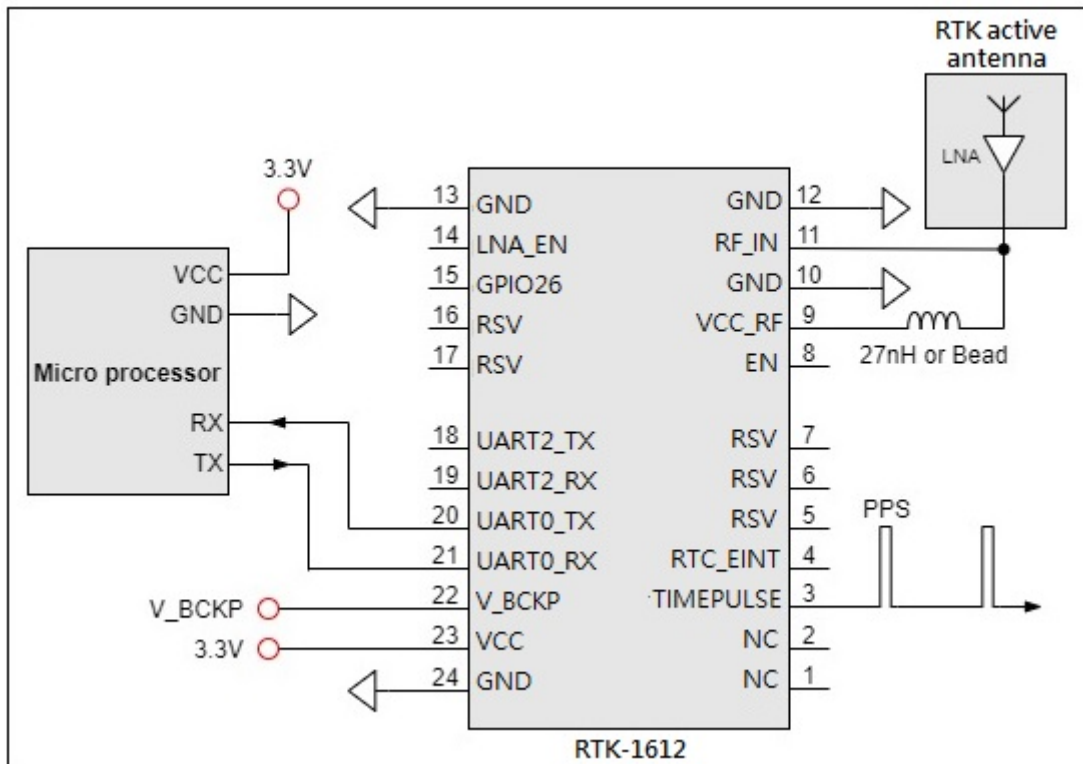 RTK active
antenna
LNA
3.3V
VCC
GND
Micro processor
RX
TX
V_BCKP
3.3V
13 GND
14 LNA_EN
15 GPIO26
16 RSV
17 RSV
18 UART2_TX
19 UART2_RX
20 UART0_TX
21 UART0_RX
22 V_BCKP
23 VCC
24 GND
GND 12
RF_IN 11
GND 10
VCC_RF 9
EN 8
RSV 7
RSV 6
RSV 5
RTC_EINT 4
TIMEPULSE 3
NC 2
NC 1
27nH or Bead
PPS
RTK-1612